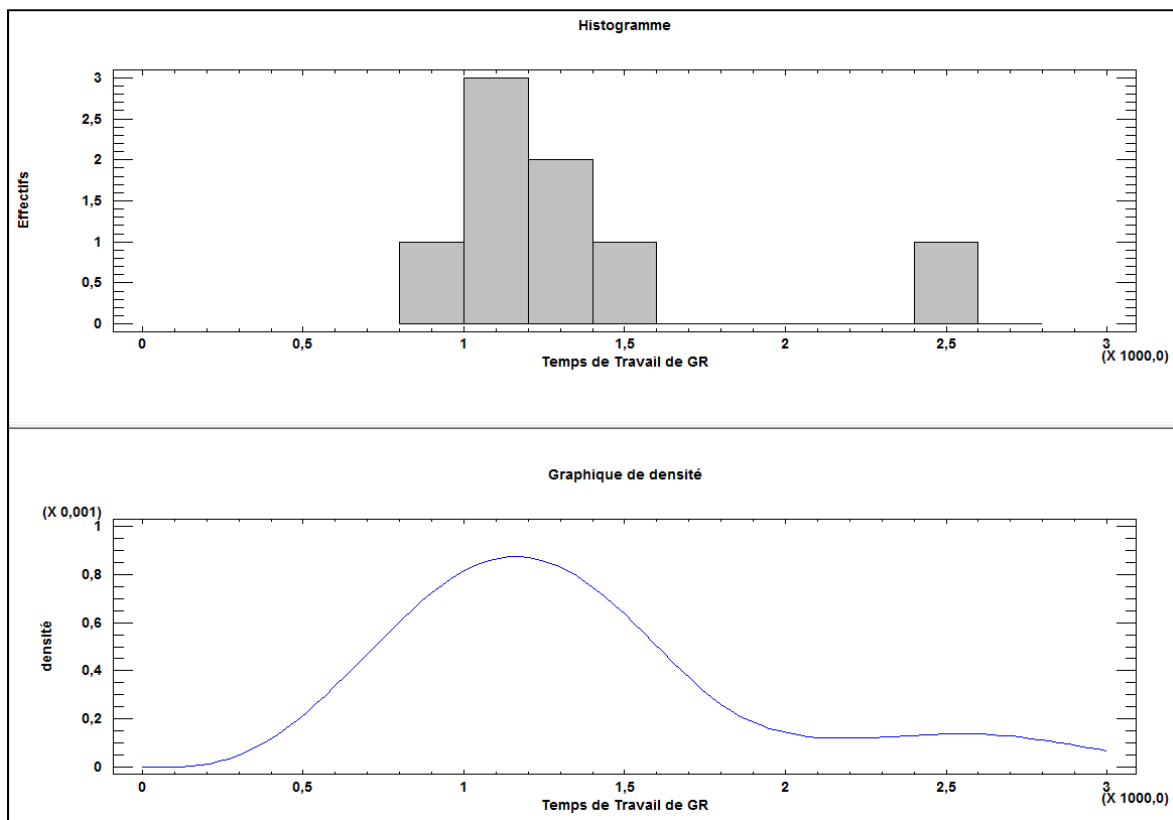 Histogramme
3
2,5
2
1,5
1
0,5
0
Effectifs
0 0,5 1 1,5 2 2,5 3
(X 1000,0)
Temps de Travail de GR
Graphique de densité
(X 0,001)
1
0,8
0,6
0,4
0,2
0
densité
0 0,5 1 1,5 2 2,5 3
(X 1000,0)
Temps de Travail de GR